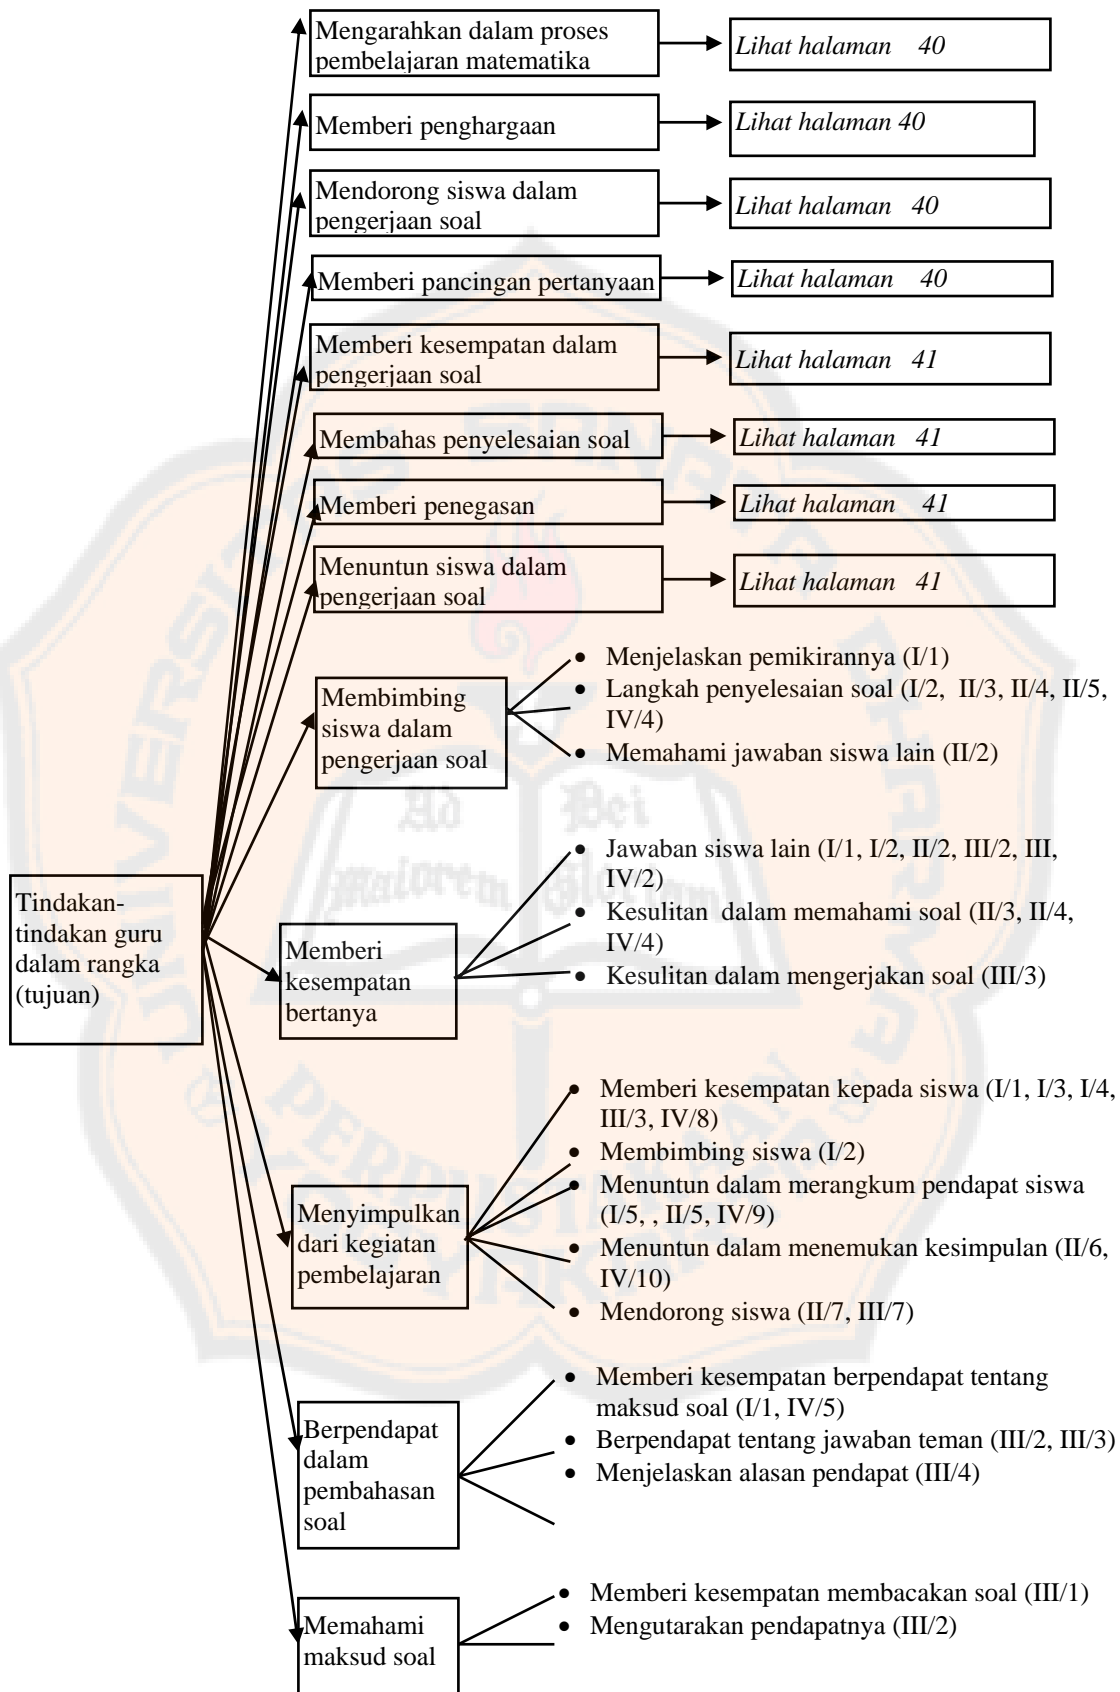 Mengarahkan dalam proses
pembelajaran matematika
Lihat halaman 40
Memberi penghargaan
Lihat halaman 40
Mendorong siswa dalam
pengerjaan soal
Lihat halaman 40
Memberi pancingan pertanyaan
Lihat halaman 40
Memberi kesempatan dalam
pengerjaan soal
Lihat halaman 41
Membahas penyelesaian soal
Lihat halaman 41
Memberi penegasan
Lihat halaman 41
Menuntun siswa dalam
pengerjaan soal
Lihat halaman 41
Membimbing
siswa dalam
pengerjaan soal
• Menjelaskan pemikirannya (I/1)
• Langkah penyelesaian soal (I/2, II/3, II/4, II/5,
IV/4)
• Memahami jawaban siswa lain (II/2)
Tindakan-
tindakan guru
dalam rangka
(tujuan)
Memberi
kesempatan
bertanya
• Jawaban siswa lain (I/1, I/2, II/2, III/2, III,
IV/2)
• Kesulitan dalam memahami soal (II/3, II/4,
IV/4)
• Kesulitan dalam mengerjakan soal (III/3)
Menyimpulkan
dari kegiatan
pembelajaran
• Memberi kesempatan kepada siswa (I/1, I/3, I/4,
III/3, IV/8)
• Membimbing siswa (I/2)
• Menuntun dalam merangkum pendapat siswa
(I/5, , II/5, IV/9)
• Menuntun dalam menemukan kesimpulan (II/6,
IV/10)
• Mendorong siswa (II/7, III/7)
Berpendapat
dalam
pembahasan
soal
• Memberi kesempatan berpendapat tentang
maksud soal (I/1, IV/5)
• Berpendapat tentang jawaban teman (III/2, III/3)
• Menjelaskan alasan pendapat (III/4)
Memahami
maksud soal
• Memberi kesempatan membacakan soal (III/1)
• Mengutarakan pendapatnya (III/2)
UNIVERSITAS SANATA DHARMA
Ad Dei
Maiorem Gloriam
PERPUSTAKAAN
YOGYAKARTA